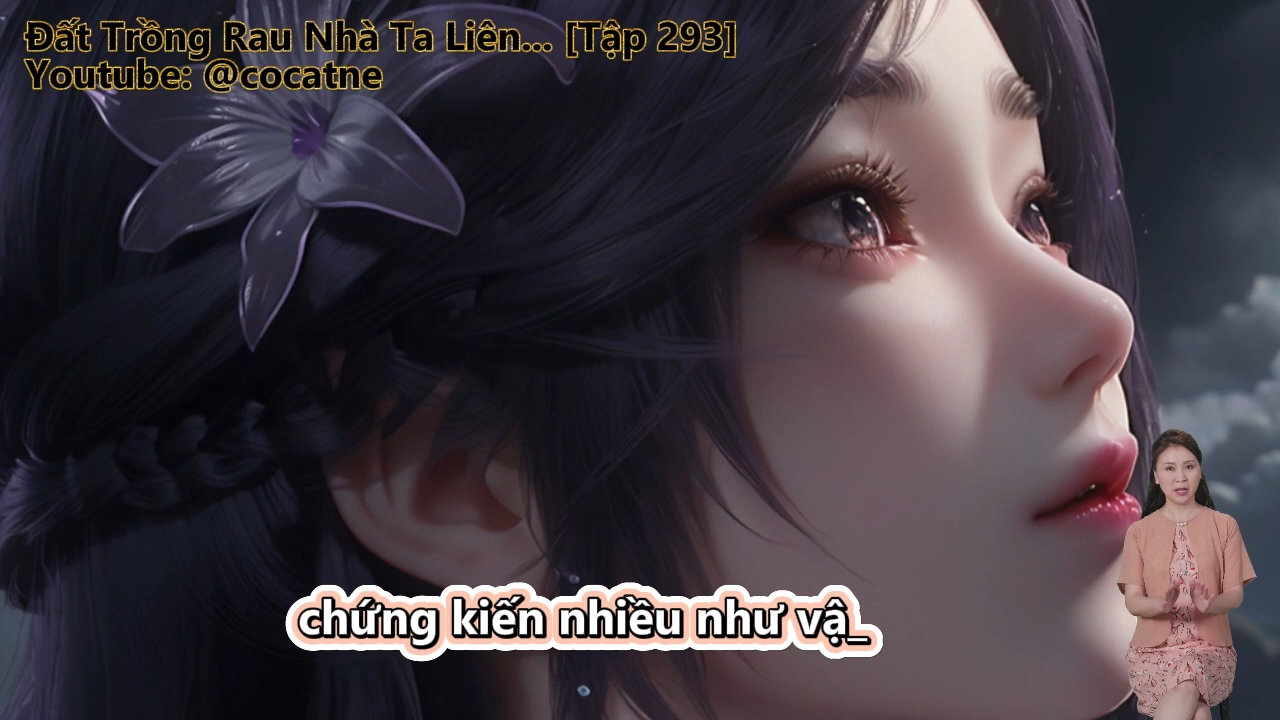 Đất Trồng Rau Nhà Ta Liên... [Tập 293]
Youtube: @cocatne
chứng kiến nhiều như vậ_